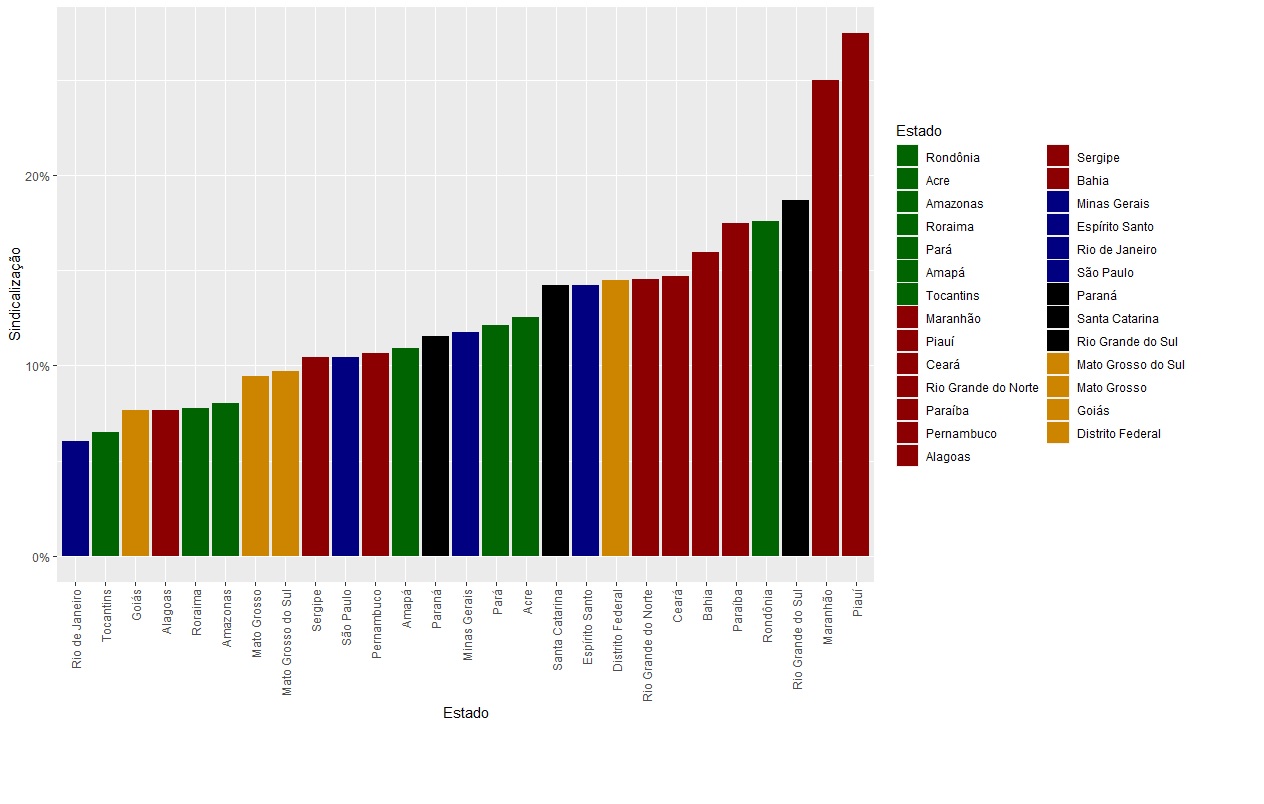 Sindicalização
20%
10%
0%
Rio de Janeiro
Tocantins
Goiás
Alagoas
Roraima
Amazonas
Mato Grosso
Mato Grosso do Sul
Sergipe
São Paulo
Pernambuco
Amapá
Paraná
Minas Gerais
Pará
Acre
Santa Catarina
Espírito Santo
Distrito Federal
Rio Grande do Norte
Ceará
Bahia
Paraíba
Rondônia
Rio Grande do Sul
Maranhão
Piauí
Estado
Estado
Rondônia
Acre
Amazonas
Roraima
Pará
Amapá
Tocantins
Maranhão
Piauí
Ceará
Rio Grande do Norte
Paraíba
Pernambuco
Alagoas
Sergipe
Bahia
Minas Gerais
Espírito Santo
Rio de Janeiro
São Paulo
Paraná
Santa Catarina
Rio Grande do Sul
Mato Grosso do Sul
Mato Grosso
Goiás
Distrito Federal